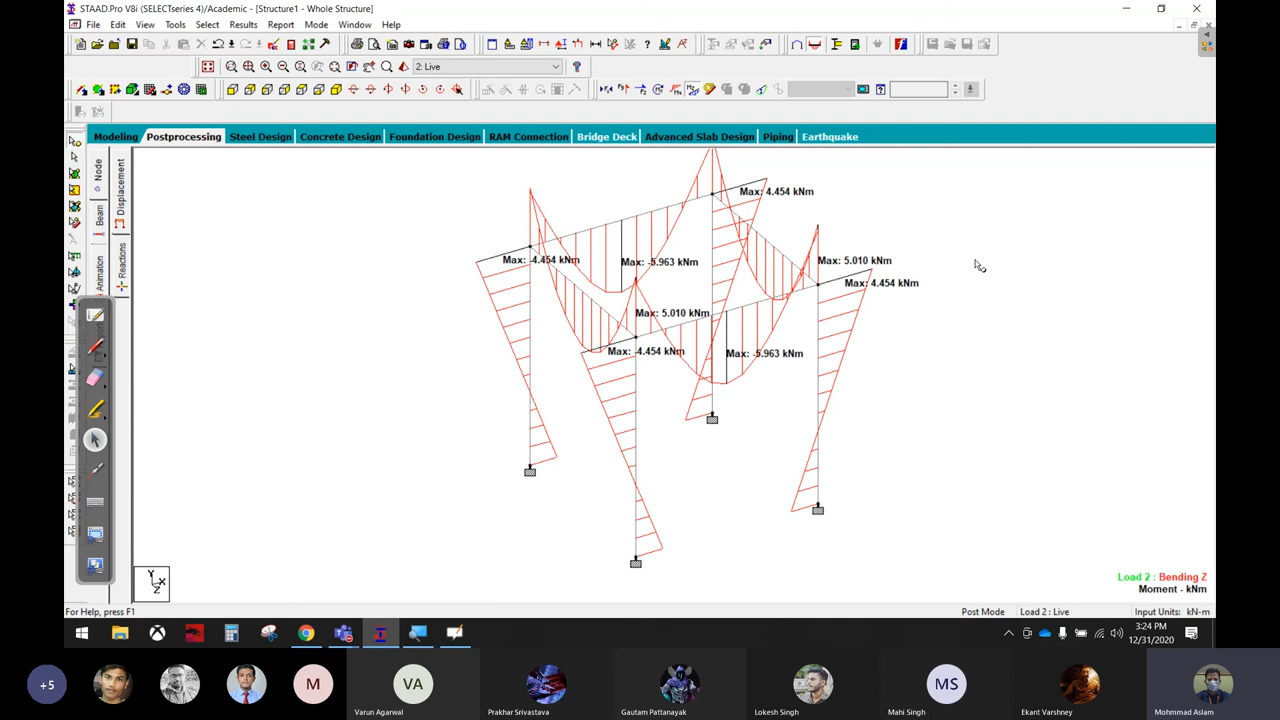 STAAD.Pro V8i (SELECTseries 4)/Academic - [Structure1 - Whole Structure]
File Edit View Tools Select Results Report Mode Window Help
2: Live
Modeling Postprocessing Steel Design Concrete Design Foundation Design RAM Connection Bridge Deck Advanced Slab Design Piping Earthquake
Node
Beam
Animation
Displacement
Reactions
Max: 4.454 kNm
Max: -4.454 kNm
Max: -5.963 kNm
Max: 5.010 kNm
Max: 4.454 kNm
Max: 5.010 kNm
Max: -4.454 kNm
Max: -5.963 kNm
Y
X
Z
Load 2 : Bending Z
Moment - kNm
For Help, press F1
Post Mode
Load 2 : Live
Input Units: kN-m
3:24 PM
12/31/2020
+5
M
VA
MS
Varun Agarwal
Prakhar Srivastava
Gautam Pattanayak
Lokesh Singh
Mahi Singh
Ekant Varshney
Mohmmad Aslam